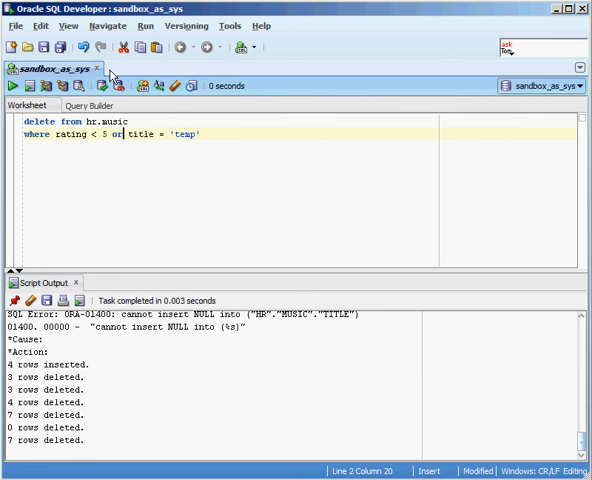 Oracle SQL Developer : sandbox_as_sys
File Edit View Navigate Run Versioning Tools Help
ask
Tom
sandbox_as_sys
0 seconds
sandbox_as_sys
Worksheet Query Builder
delete from hr.music
where rating < 5 or title = 'temp'
Script Output
Task completed in 0.003 seconds
SQL Error: ORA-01400: cannot insert NULL into ("HR"."MUSIC"."TITLE")
01400. 00000 - "cannot insert NULL into (%s)"
*Cause:
*Action:
4 rows inserted.
3 rows deleted.
3 rows deleted.
4 rows deleted.
7 rows deleted.
0 rows deleted.
7 rows deleted.
Line 2 Column 20 Insert Modified Windows: CR/LF Editing